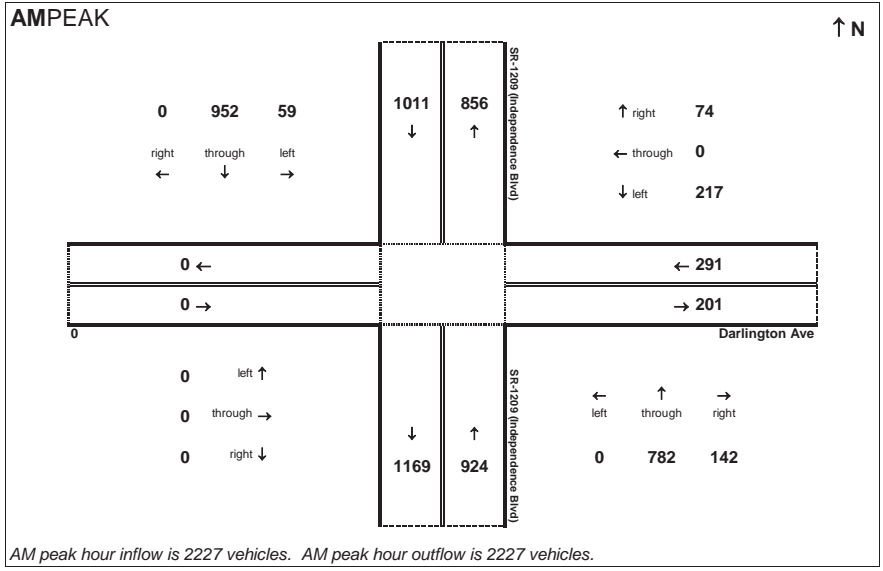 AMPEAK
↑ N
SR-1209 (Independence Blvd)
1011 856
↓ ↑
0 952 59
right through left
← ↓ →
↑ right 74
← through 0
↓ left 217
0 ← ← 291
0 → → 201
0 Darlington Ave
0 left ↑
0 through →
0 right ↓
SR-1209 (Independence Blvd)
↓ ↑
1169 924
← ↑ →
left through right
0 782 142
AM peak hour inflow is 2227 vehicles. AM peak hour outflow is 2227 vehicles.